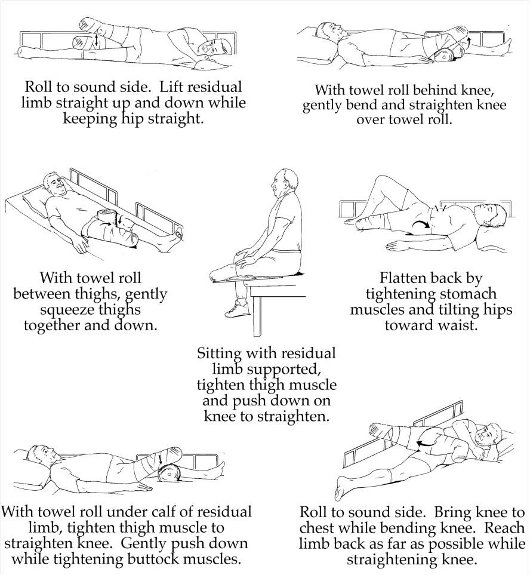 Roll to sound side. Lift residual
limb straight up and down while
keeping hip straight.
With towel roll behind knee,
gently bend and straighten knee
over towel roll.
With towel roll
between thighs, gently
squeeze thighs
together and down.
Sitting with residual
limb supported,
tighten thigh muscle
and push down on
knee to straighten.
Flatten back by
tightening stomach
muscles and tilting hips
toward waist.
With towel roll under calf of residual
limb, tighten thigh muscle to
straighten knee. Gently push down
while tightening buttock muscles.
Roll to sound side. Bring knee to
chest while bending knee. Reach
limb back as far as possible while
straightening knee.